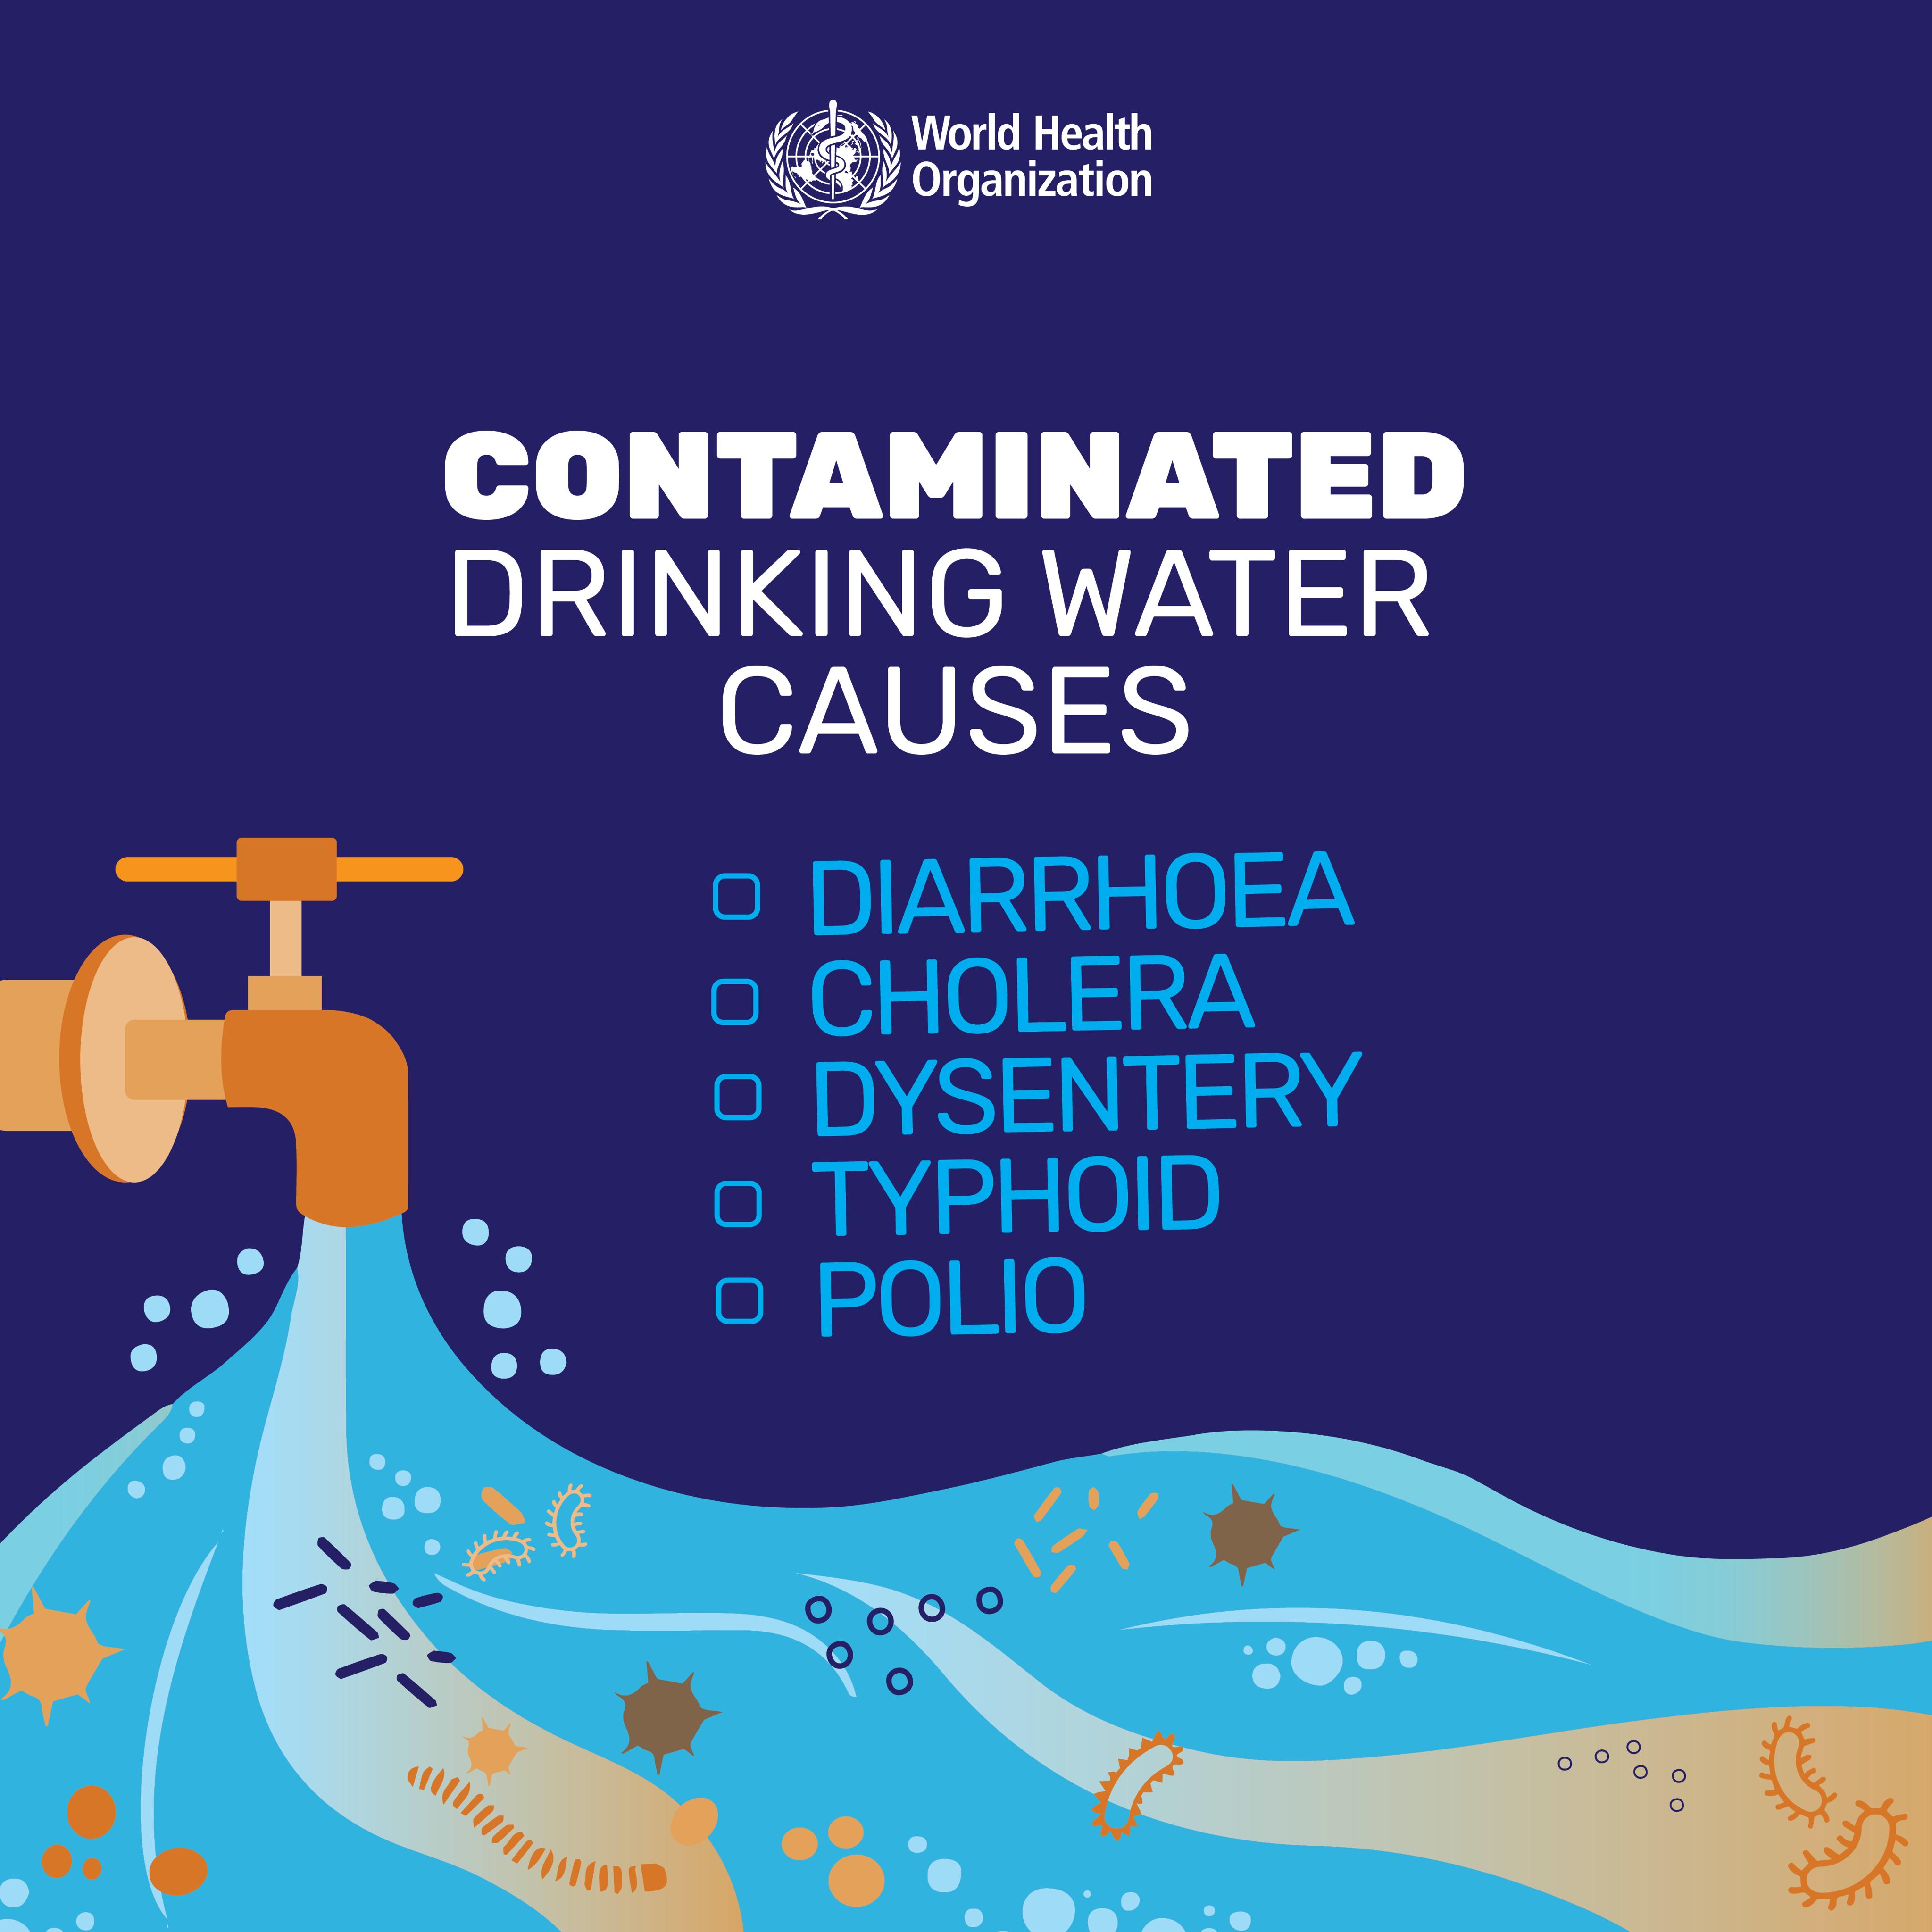 World Health
Organization
CONTAMINATED
DRINKING WATER
CAUSES
DIARRHOEA
CHOLERA
DYSENTERY
TYPHOID
POLIO